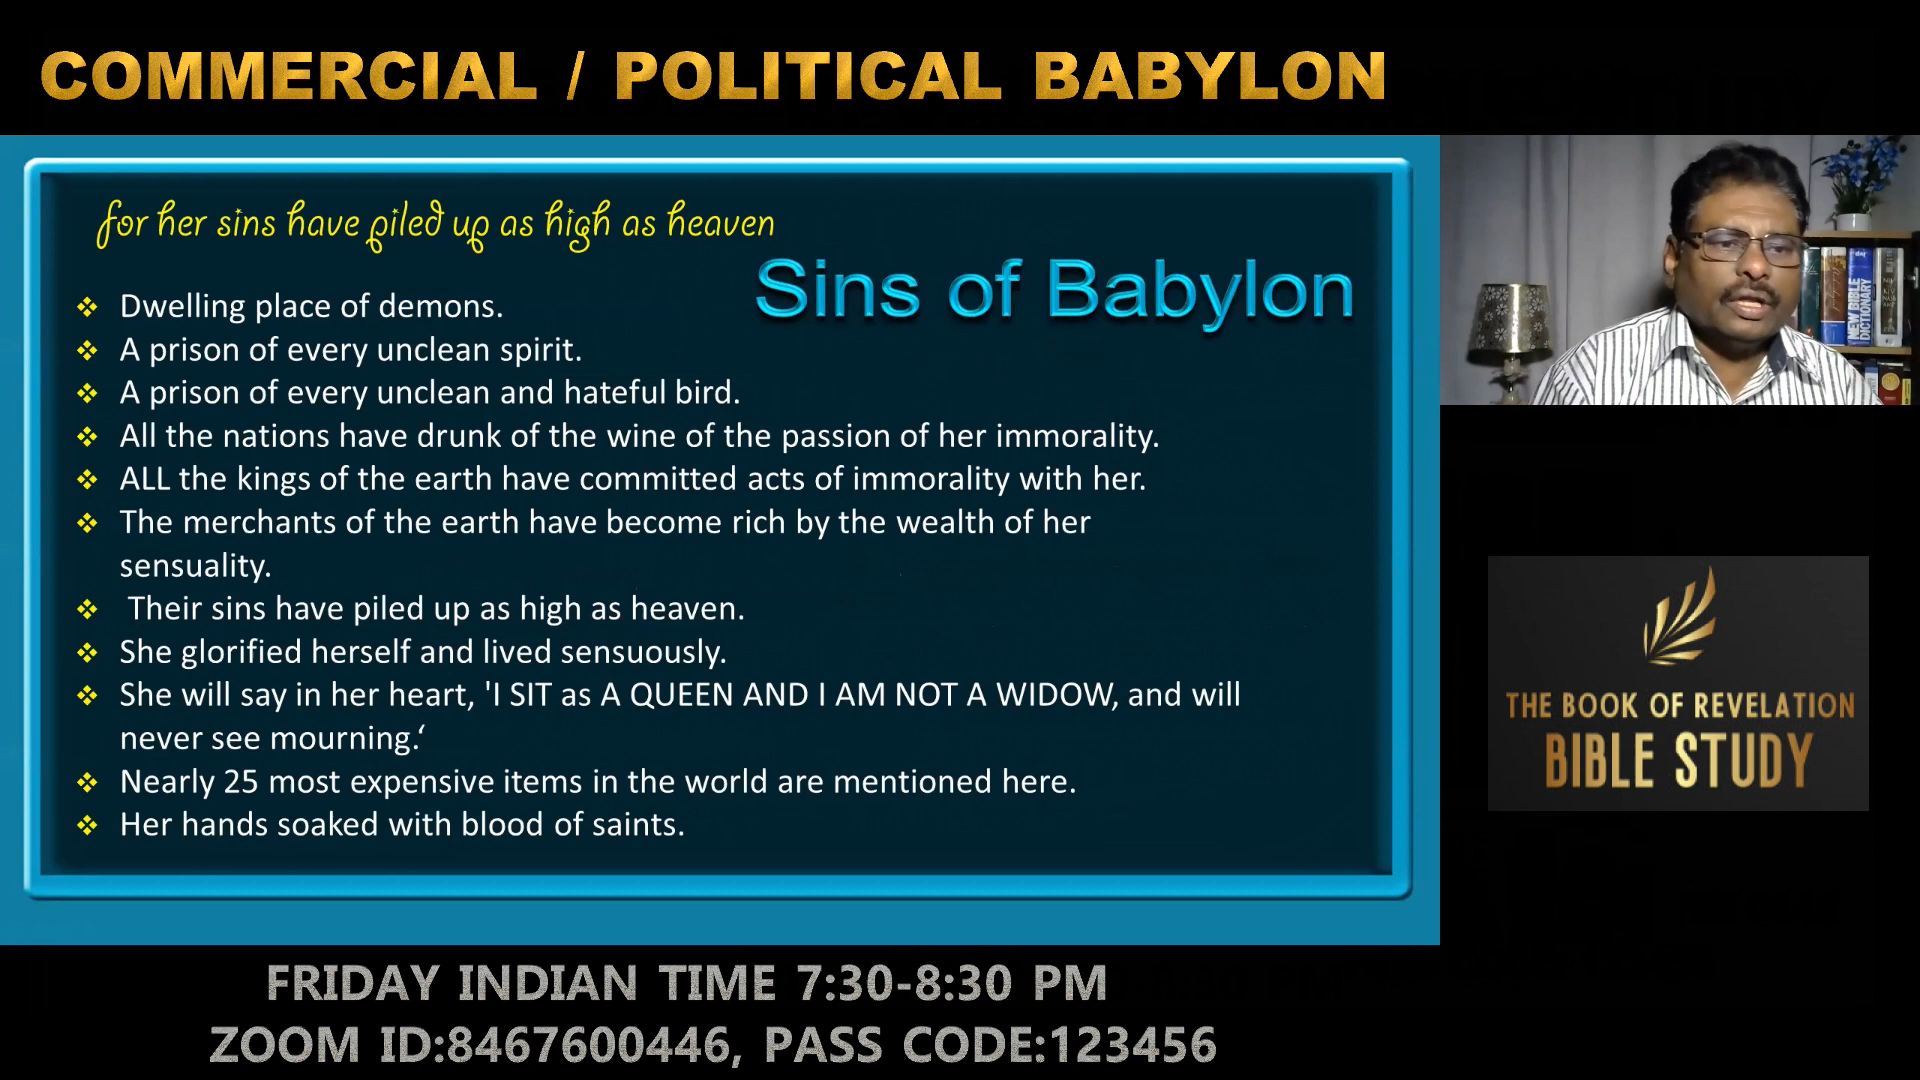 COMMERCIAL / POLITICAL BABYLON
for her sins have piled up as high as heaven
Sins of Babylon
❖ Dwelling place of demons.
❖ A prison of every unclean spirit.
❖ A prison of every unclean and hateful bird.
❖ All the nations have drunk of the wine of the passion of her immorality.
❖ ALL the kings of the earth have committed acts of immorality with her.
❖ The merchants of the earth have become rich by the wealth of her
sensuality.
❖ Their sins have piled up as high as heaven.
❖ She glorified herself and lived sensuously.
❖ She will say in her heart, 'I SIT as A QUEEN AND I AM NOT A WIDOW, and will
never see mourning.‘
❖ Nearly 25 most expensive items in the world are mentioned here.
❖ Her hands soaked with blood of saints.
NEW BIBLE
DICTIONARY
THE BOOK OF REVELATION
BIBLE STUDY
FRIDAY INDIAN TIME 7:30-8:30 PM
ZOOM ID:8467600446, PASS CODE:123456